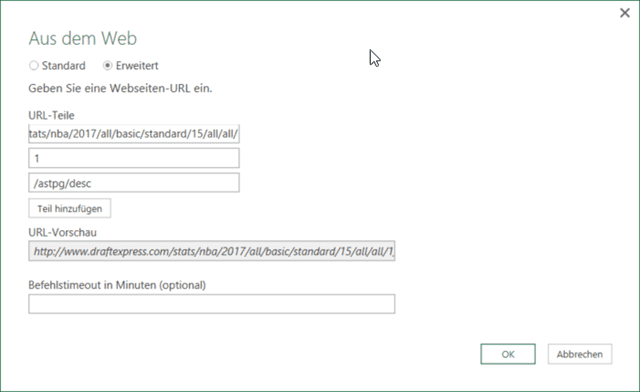 Aus dem Web
Standard Erweitert
Geben Sie eine Webseiten-URL ein.
URL-Teile
tats/nba/2017/all/basic/standard/15/all/all/
1
/astpg/desc
Teil hinzufügen
URL-Vorschau
http://www.draftexpress.com/stats/nba/2017/all/basic/standard/15/all/all/1/
Befehlstimeout in Minuten (optional)
OK Abbrechen